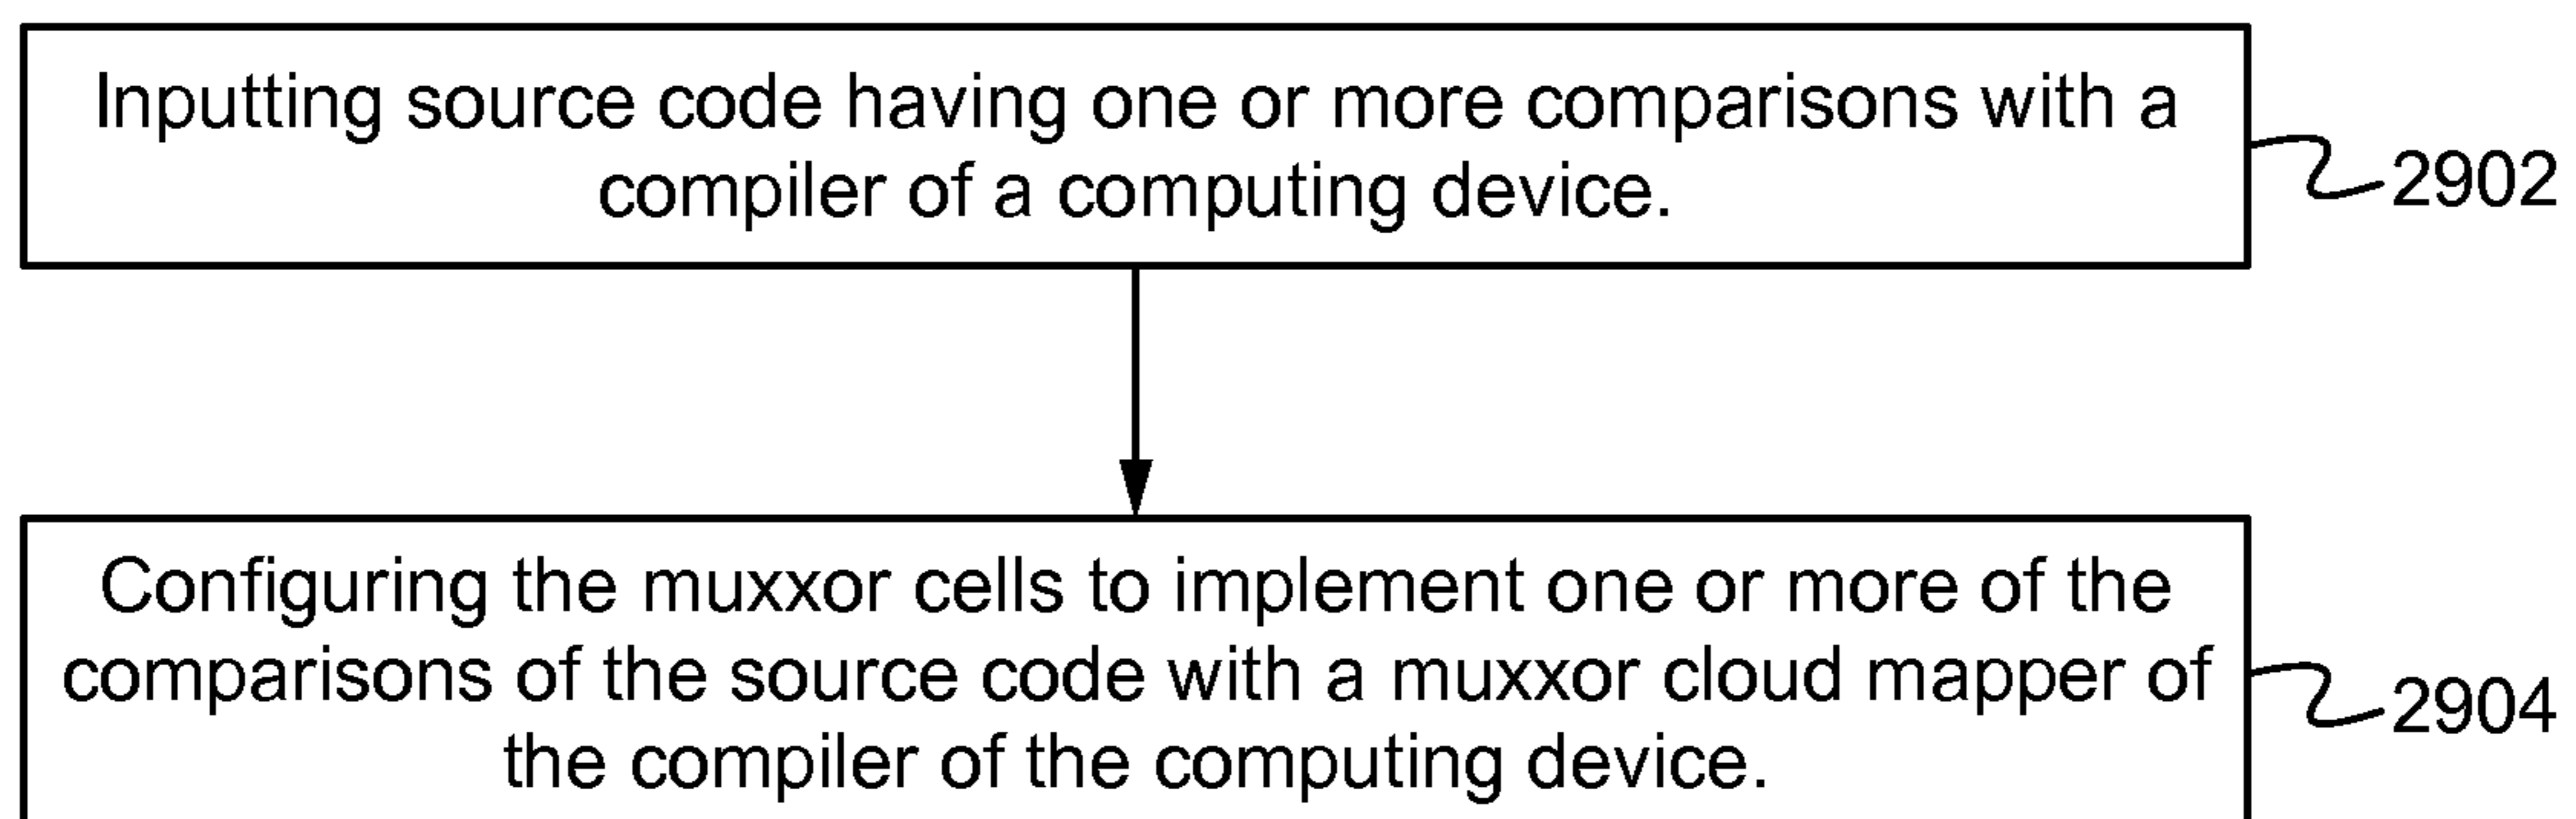 Inputting source code having one or more comparisons with a
compiler of a computing device.
2902
Configuring the muxxor cells to implement one or more of the
comparisons of the source code with a muxxor cloud mapper of
the compiler of the computing device.
2904